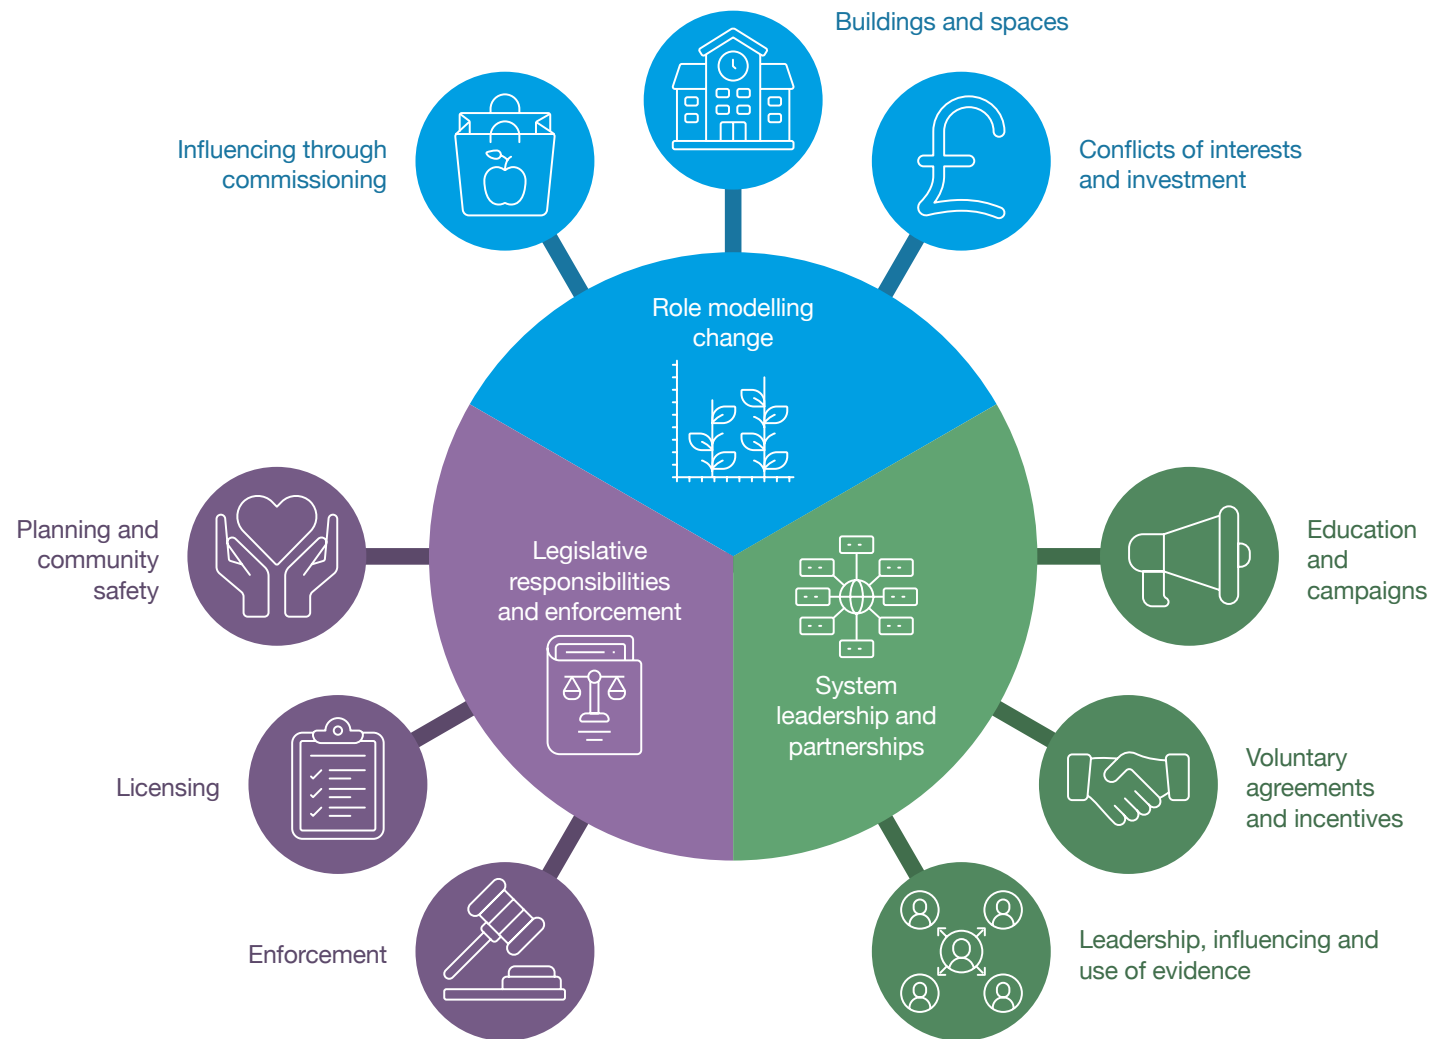 Buildings and spaces
Influencing through
commissioning
Conflicts of interests
and investment
Role modelling
change
Planning and
community
safety
Legislative
responsibilities
and enforcement
Education
and
campaigns
System
leadership and
partnerships
Licensing
Voluntary
agreements
and incentives
Enforcement
Leadership, influencing and
use of evidence